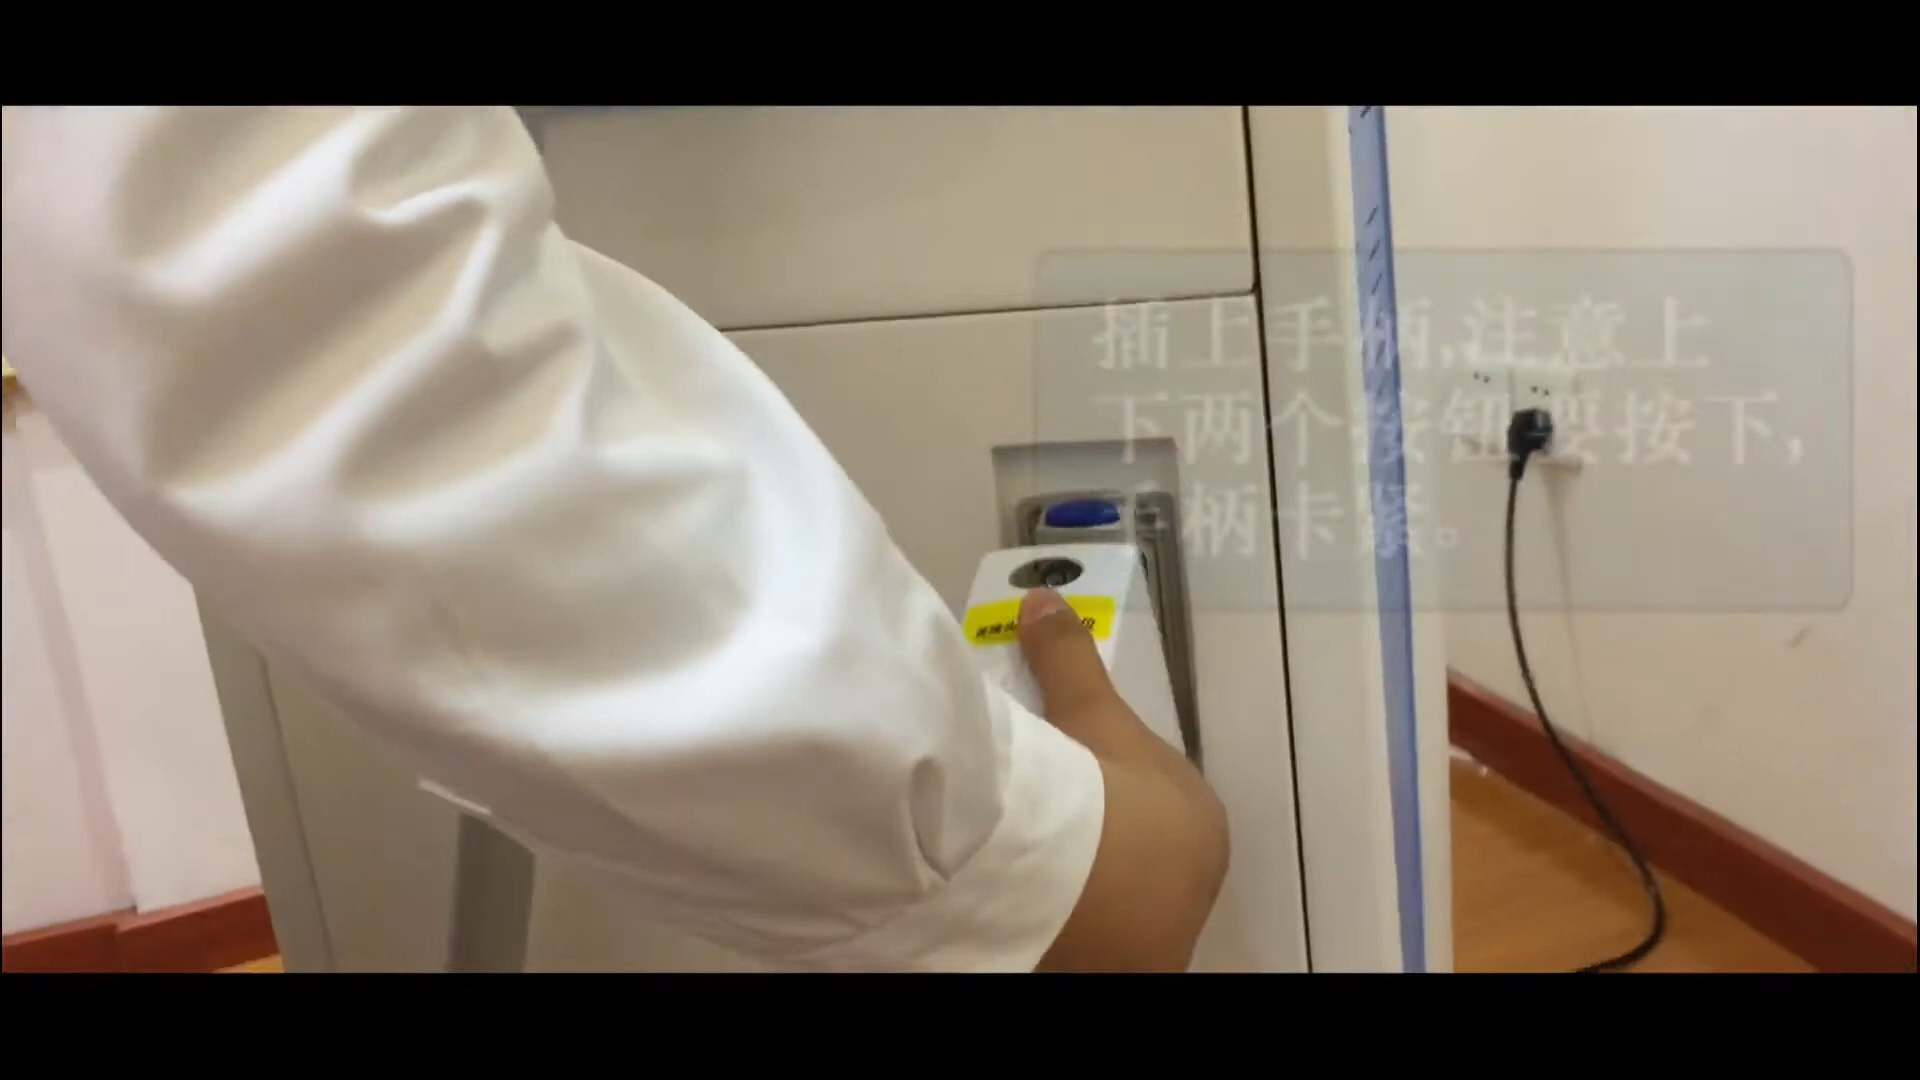 插上手柄,注意上
下两个按钮要按下,
手柄卡紧。